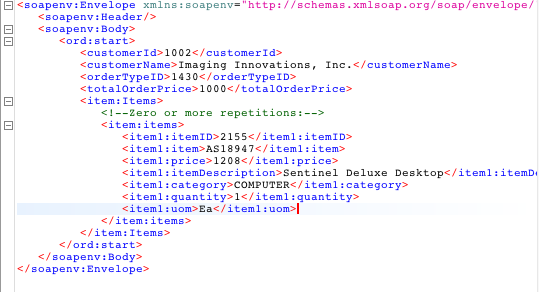 <soapenv:Envelope xmlns:soapenv="http://schemas.xmlsoap.org/soap/envelope/
<soapenv:Header/>
<soapenv:Body>
<ord:start>
<customerId>1002</customerId>
<customerName>Imaging Innovations, Inc.</customerName>
<orderTypeID>1430</orderTypeID>
<totalOrderPrice>1000</totalOrderPrice>
<item:Items>
<!--Zero or more repetitions:-->
<item:items>
<item1:itemID>2155</item1:itemID>
<item1:item>AS18947</item1:item>
<item1:price>1208</item1:price>
<item1:itemDescription>Sentinel Deluxe Desktop</item1:itemDe
<item1:category>COMPUTER</item1:category>
<item1:quantity>1</item1:quantity>
<item1:uom>Ea</item1:uom>
</item:items>
</item:Items>
</ord:start>
</soapenv:Body>
</soapenv:Envelope>